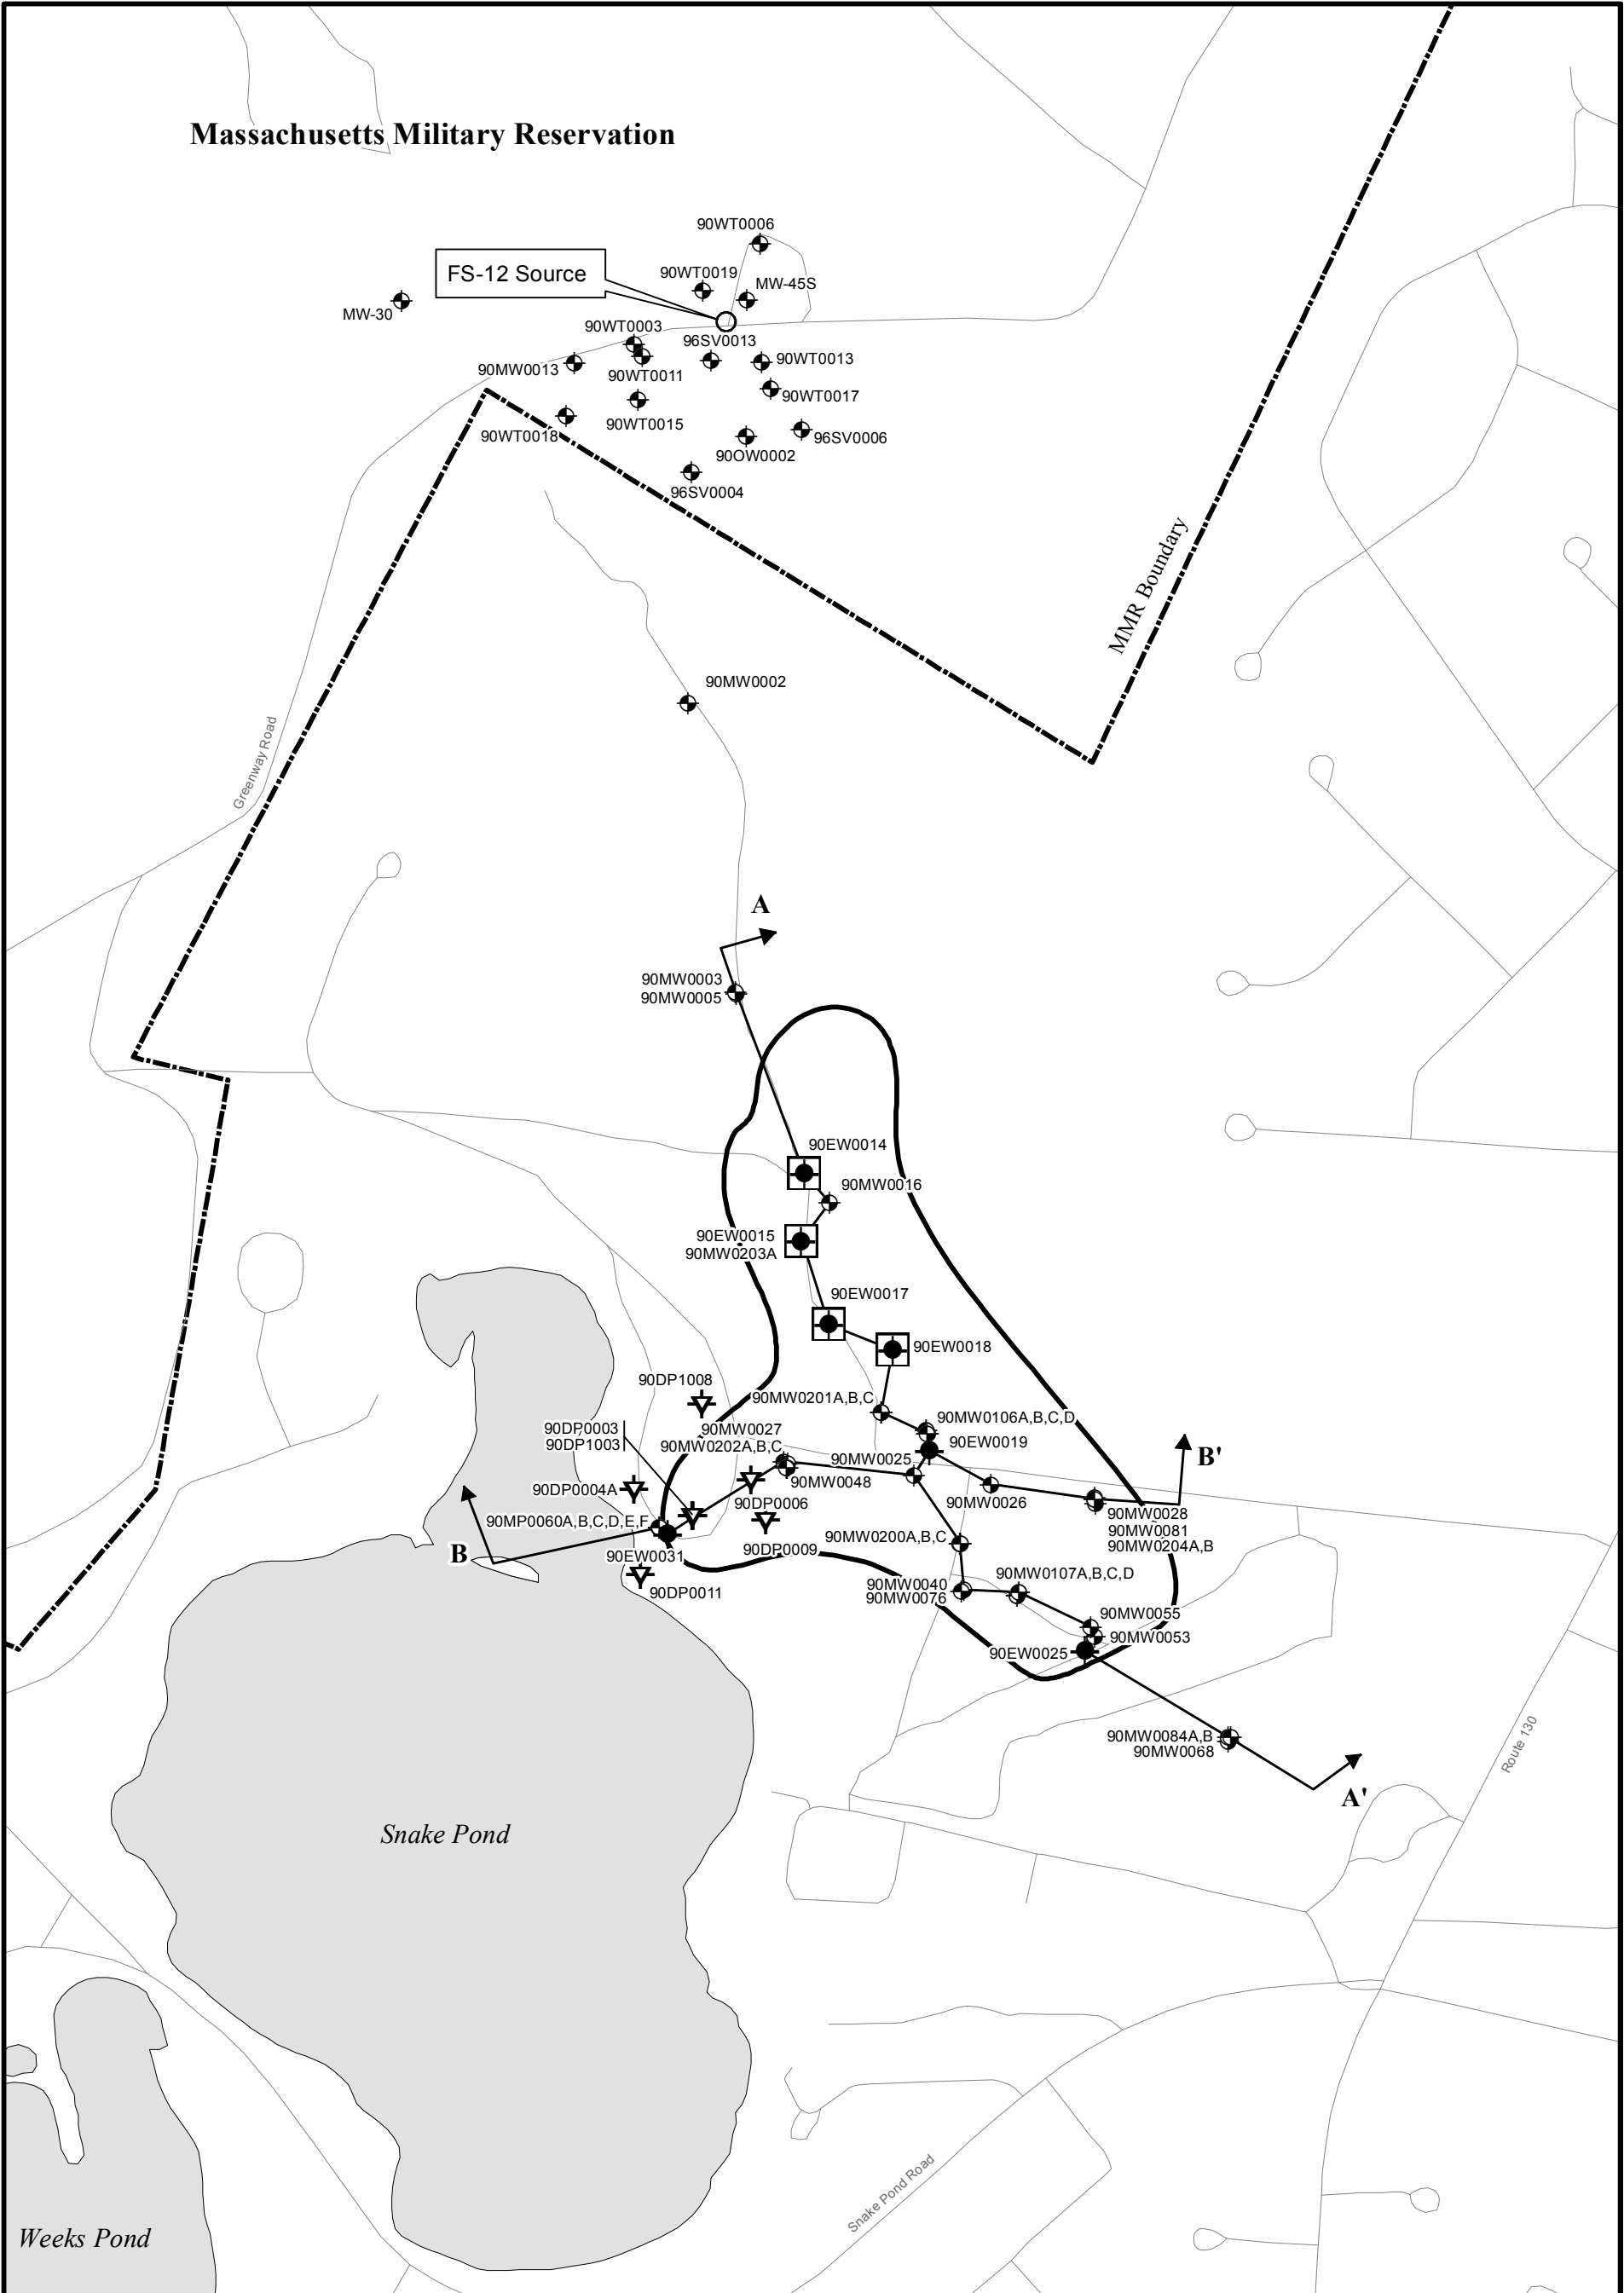 Massachusetts Military Reservation
90WT0006
FS-12 Source
90WT0019
MW-45S
MW-30
90WT0003
96SV0013
90MW0013
90WT0011
90WT0013
90WT0017
90WT0018
90WT0015
96SV0006
90OW0002
96SV0004
MMR Boundary
90MW0002
Greenway Road
A
90MW0003
90MW0005
90EW0014
90MW0016
90EW0015
90MW0203A
90EW0017
90EW0018
90DP1008
90MW0201A,B,C
90MW0106A,B,C,D
90DP0003
90DP1003
90MW0027
90MW0202A,B,C
90EW0019
90MW0025
B'
90MW0048
90DP0004A
90DP0006
90MW0026
90MW0028
90MW0081
90MW0204A,B
90MP0060A,B,C,D,E,F
90MW0200A,B,C
B
90EW0031
90DP0009
90DP0011
90MW0040
90MW0076
90MW0107A,B,C,D
90MW0055
90MW0053
90EW0025
90MW0084A,B
90MW0068
Route 130
A'
Snake Pond
Snake Pond Road
Weeks Pond